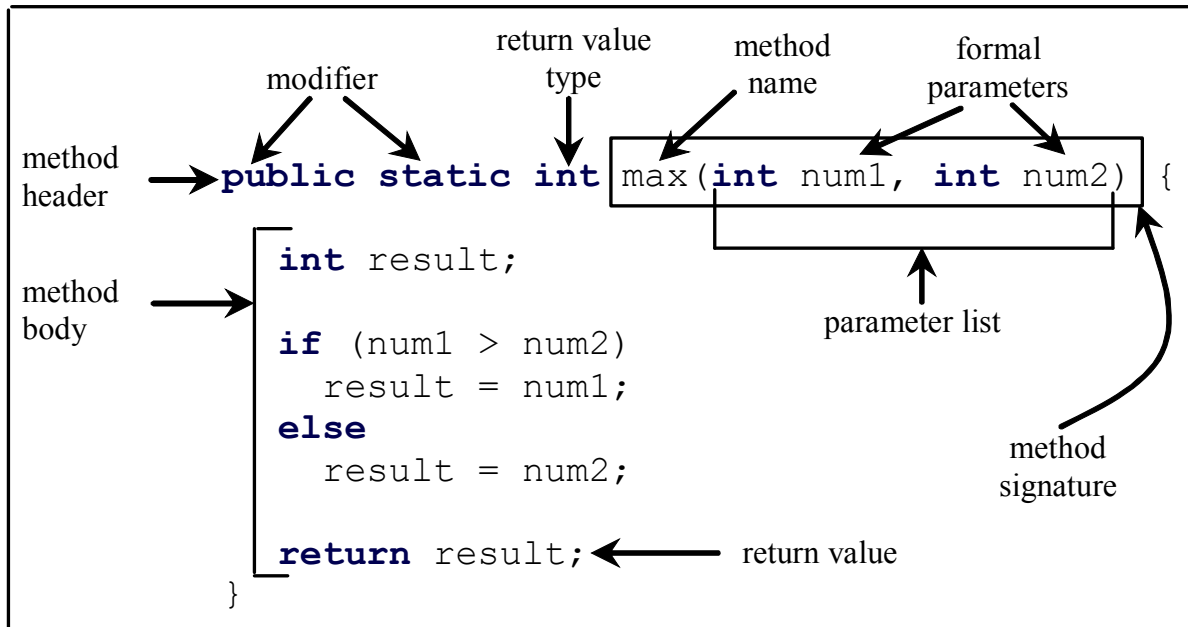 return value
type
method
name
formal
parameters
modifier
method
header
public static int max(int num1, int num2) {
method
body
int result;
parameter list
if (num1 > num2)
result = num1;
else
result = num2;
method
signature
return result;
return value
}